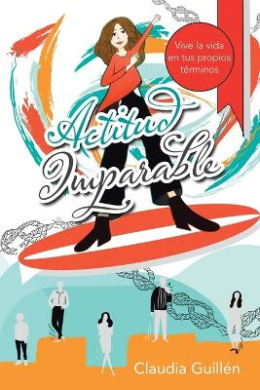 Vive la vida
en tus propios
términos
Actitud
Imparable
Claudia Guillén